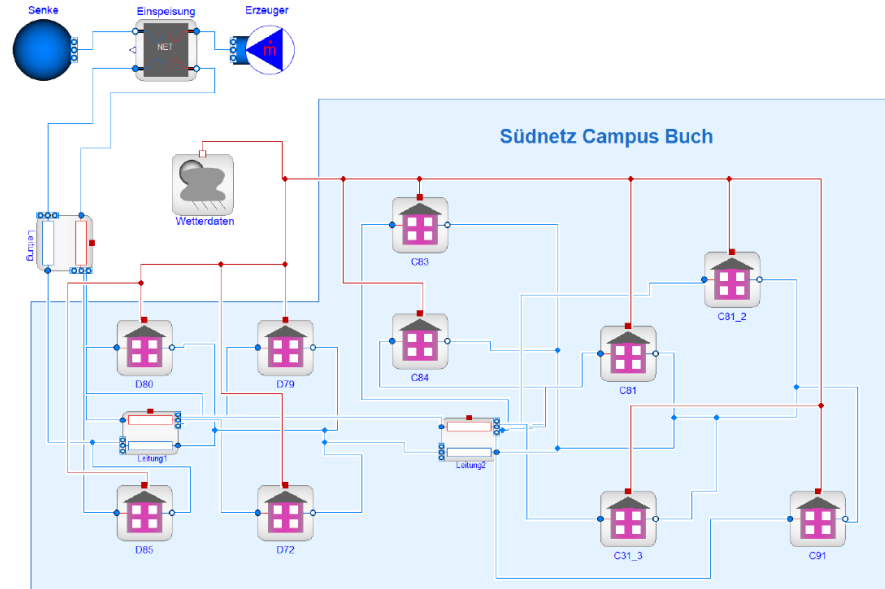 Senke
Einspeisung
Erzeuger
NET
ṁ
Südnetz Campus Buch
Wetterdaten
Leitung
C83
C81_2
C84
C81
D80
D79
Leitung1
Leitung2
D85
D72
C31_3
C91